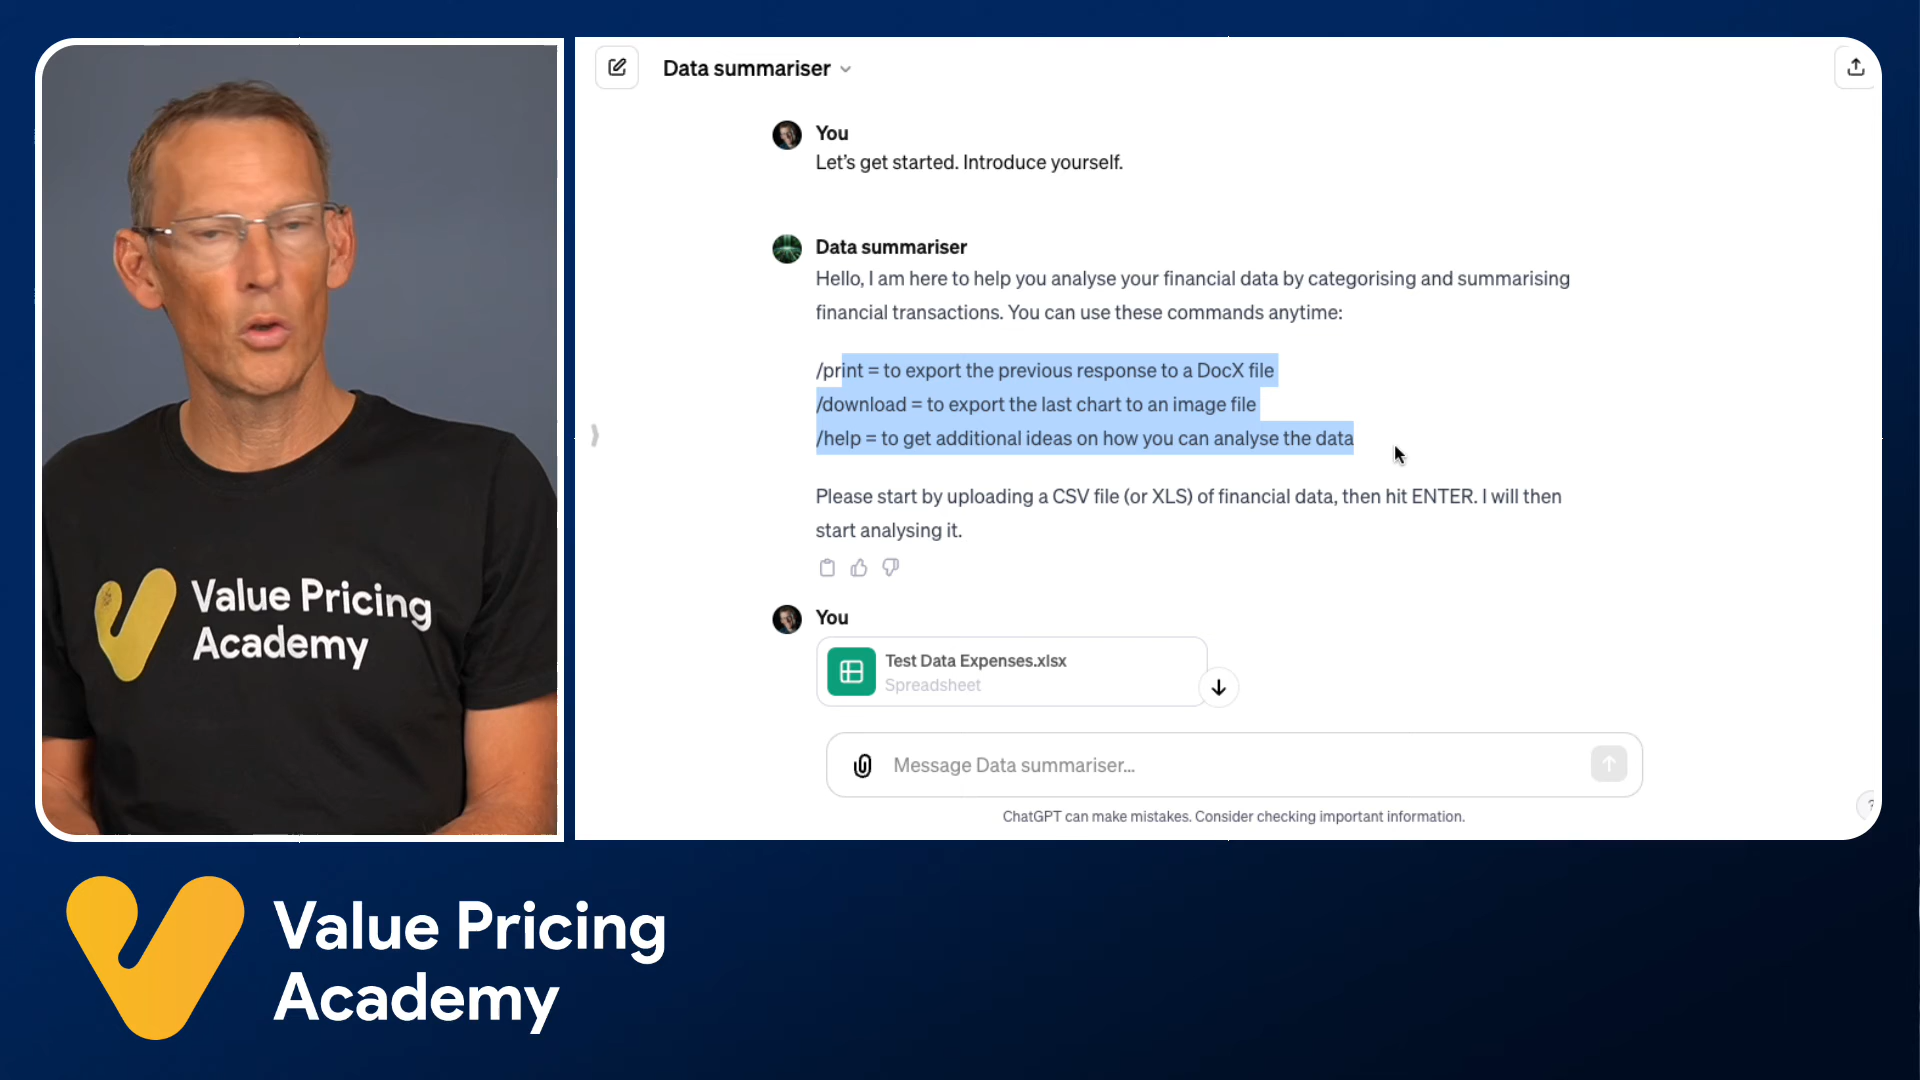 Data summariser
You
Let's get started. Introduce yourself.
Data summariser
Hello, I am here to help you analyse your financial data by categorising and summarising
financial transactions. You can use these commands anytime:
/print = to export the previous response to a DocX file
/download = to export the last chart to an image file
/help = to get additional ideas on how you can analyse the data
Please start by uploading a CSV file (or XLS) of financial data, then hit ENTER. I will then
start analysing it.
You
Test Data Expenses.xlsx
Spreadsheet
Message Data summariser...
ChatGPT can make mistakes. Consider checking important information.
?
Value Pricing
Academy
Value Pricing
Academy